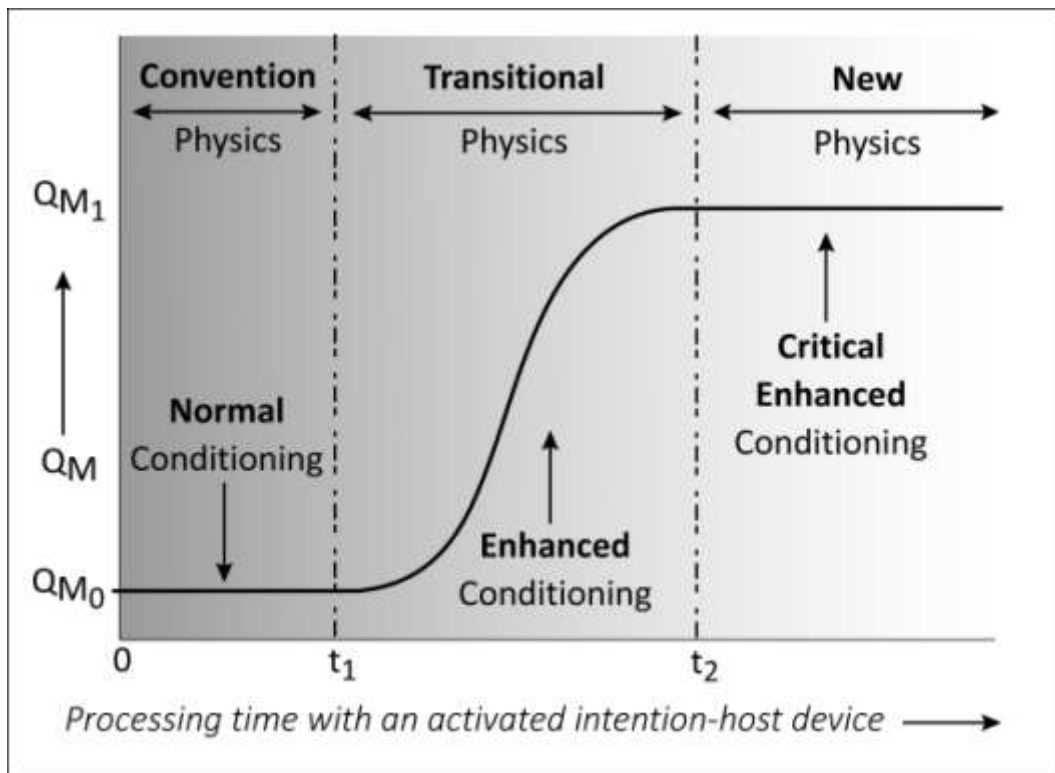 Convention
Physics
Transitional
Physics
New
Physics
QM1
QM
QM0
Normal
Conditioning
Enhanced
Conditioning
Critical
Enhanced
Conditioning
0
t1
t2
Processing time with an activated intention-host device